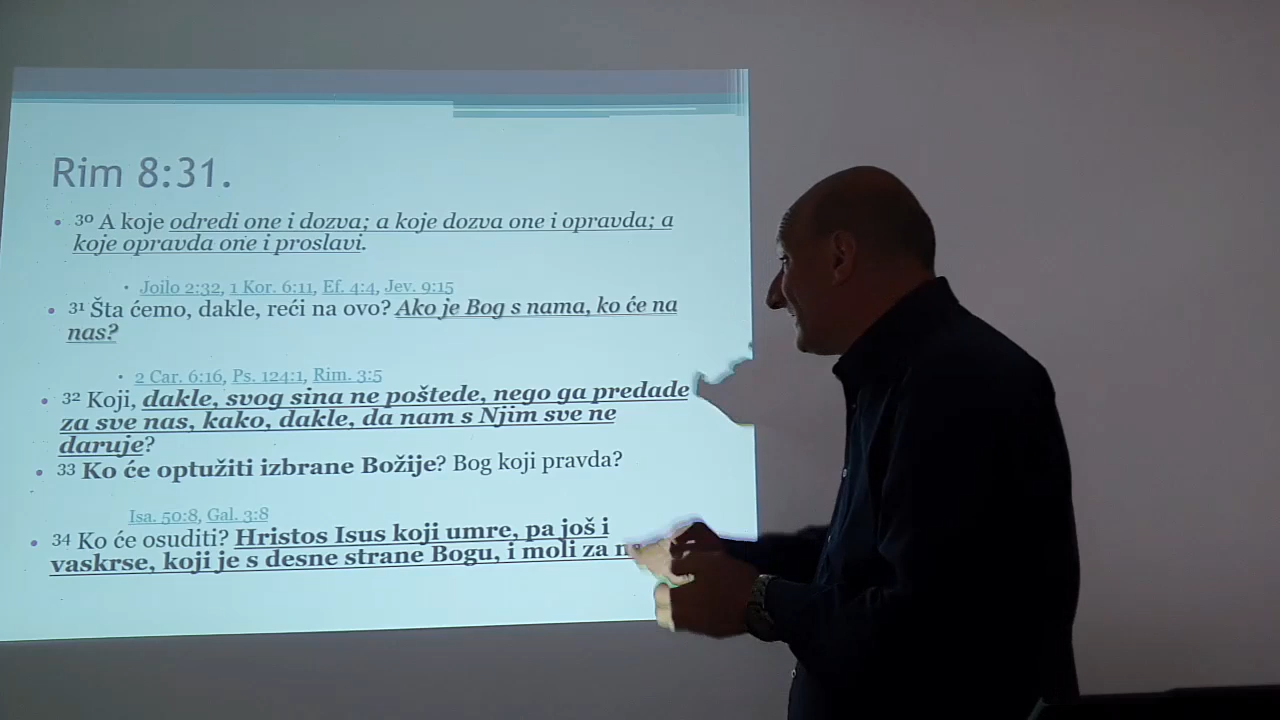 Rim 8:31.
• ³⁰ A koje odredi one i dozva; a koje dozva one i opravda; a
koje opravda one i proslavi.
• Joilo 2:32, 1 Kor. 6:11, Ef. 4:4, Jev. 9:15
• ³¹ Šta ćemo, dakle, reći na ovo? Ako je Bog s nama, ko će na
nas?
• 2 Car. 6:16, Ps. 124:1, Rim. 3:5
• ³² Koji, dakle, svog sina ne poštede, nego ga predade
za sve nas, kako, dakle, da nam s Njim sve ne
daruje?
• ³³ Ko će optužiti izbrane Božije? Bog koji pravda?
Isa. 50:8, Gal. 3:8
• ³⁴ Ko će osuditi? Hristos Isus koji umre, pa još i
vaskrse, koji je s desne strane Bogu, i moli za